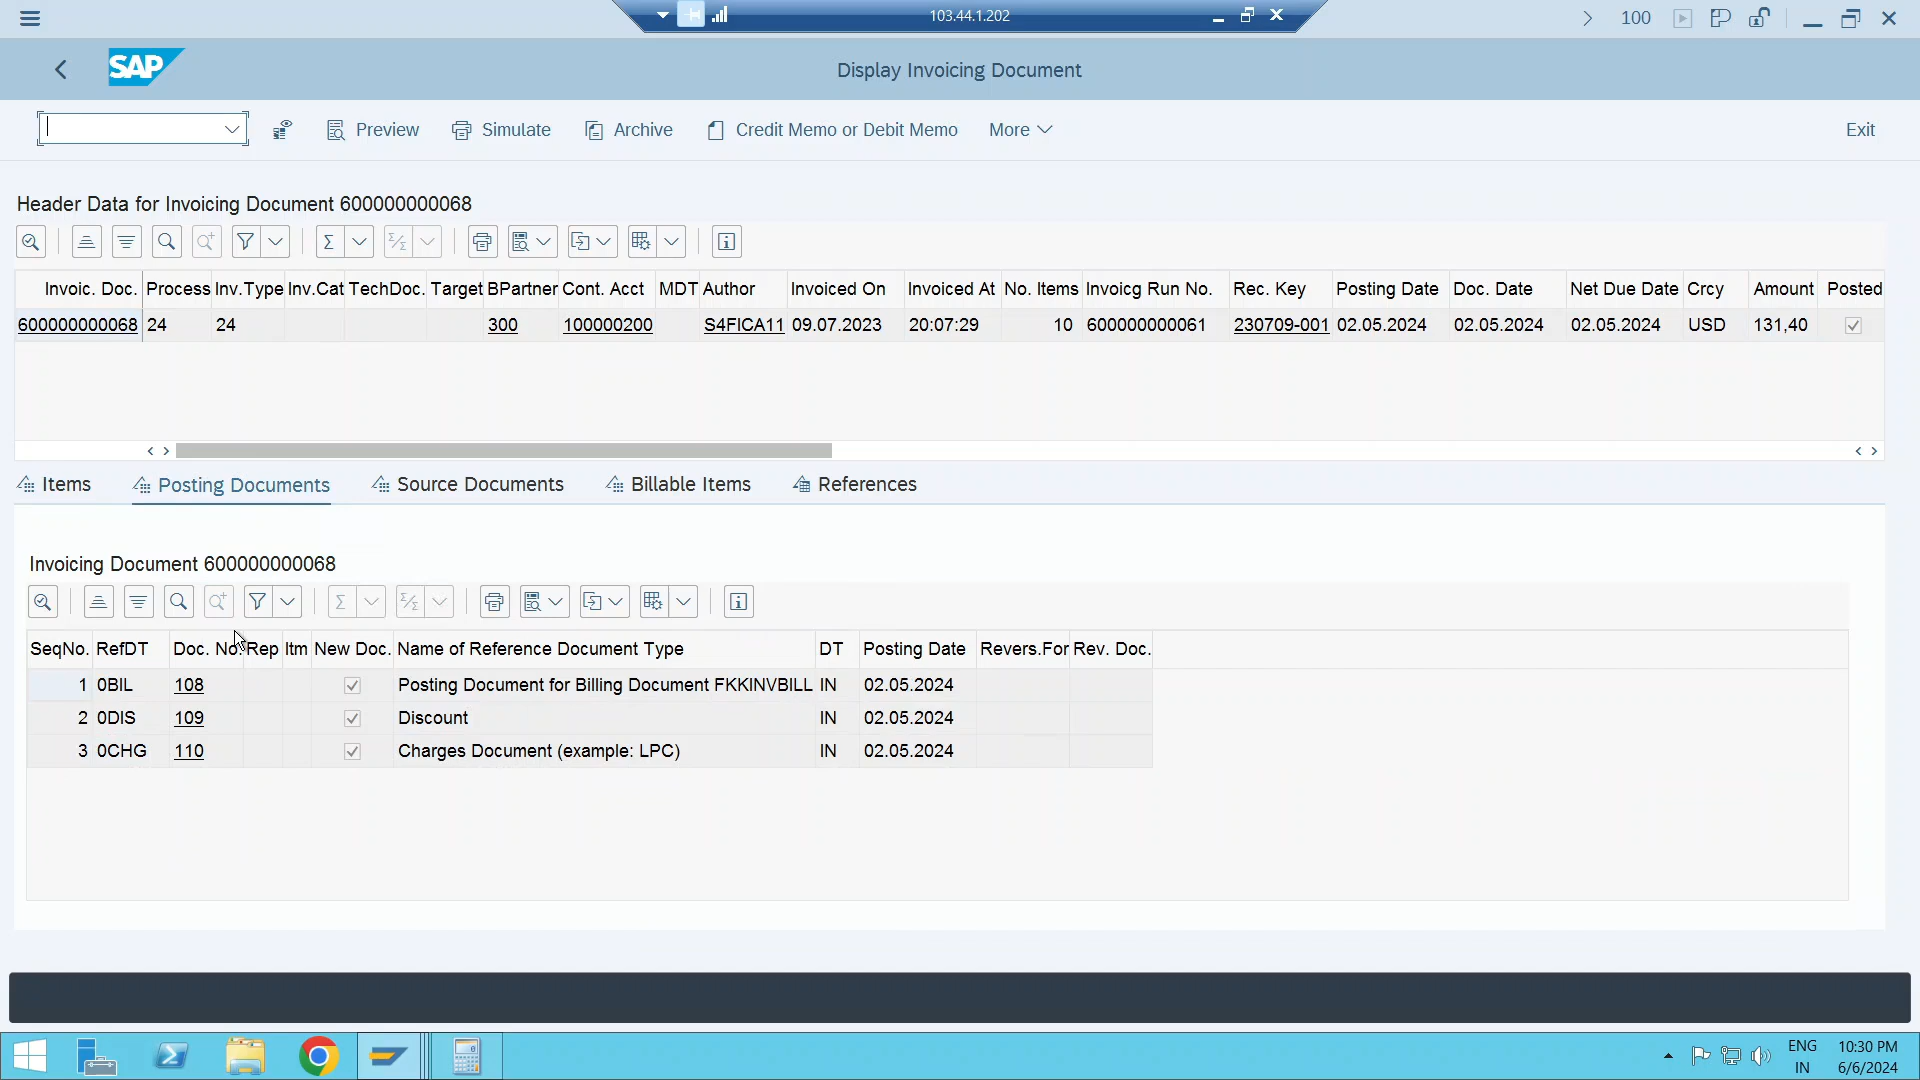 103.44.1.202
100
SAP
Display Invoicing Document
Preview Simulate Archive Credit Memo or Debit Memo More Exit
Header Data for Invoicing Document 600000000068
Invoic. Doc. Process Inv.Type Inv.Cat TechDoc. Target BPartner Cont. Acct MDT Author Invoiced On Invoiced At No. Items Invoicg Run No. Rec. Key Posting Date Doc. Date Net Due Date Crcy Amount Posted
600000000068 24 24 300 100000200 S4FICA11 09.07.2023 20:07:29 10 600000000061 230709-001 02.05.2024 02.05.2024 02.05.2024 USD 131,40
Items Posting Documents Source Documents Billable Items References
Invoicing Document 600000000068
SeqNo. RefDT Doc. No. Rep Itm New Doc. Name of Reference Document Type DT Posting Date Revers.For Rev. Doc.
1 0BIL 108 Posting Document for Billing Document FKKINVBILL IN 02.05.2024
2 0DIS 109 Discount IN 02.05.2024
3 0CHG 110 Charges Document (example: LPC) IN 02.05.2024
ENG 10:30 PM
IN 6/6/2024